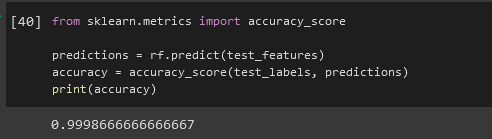 [40] from sklearn.metrics import accuracy_score
predictions = rf.predict(test_features)
accuracy = accuracy_score(test_labels, predictions)
print(accuracy)
0.9998666666666667